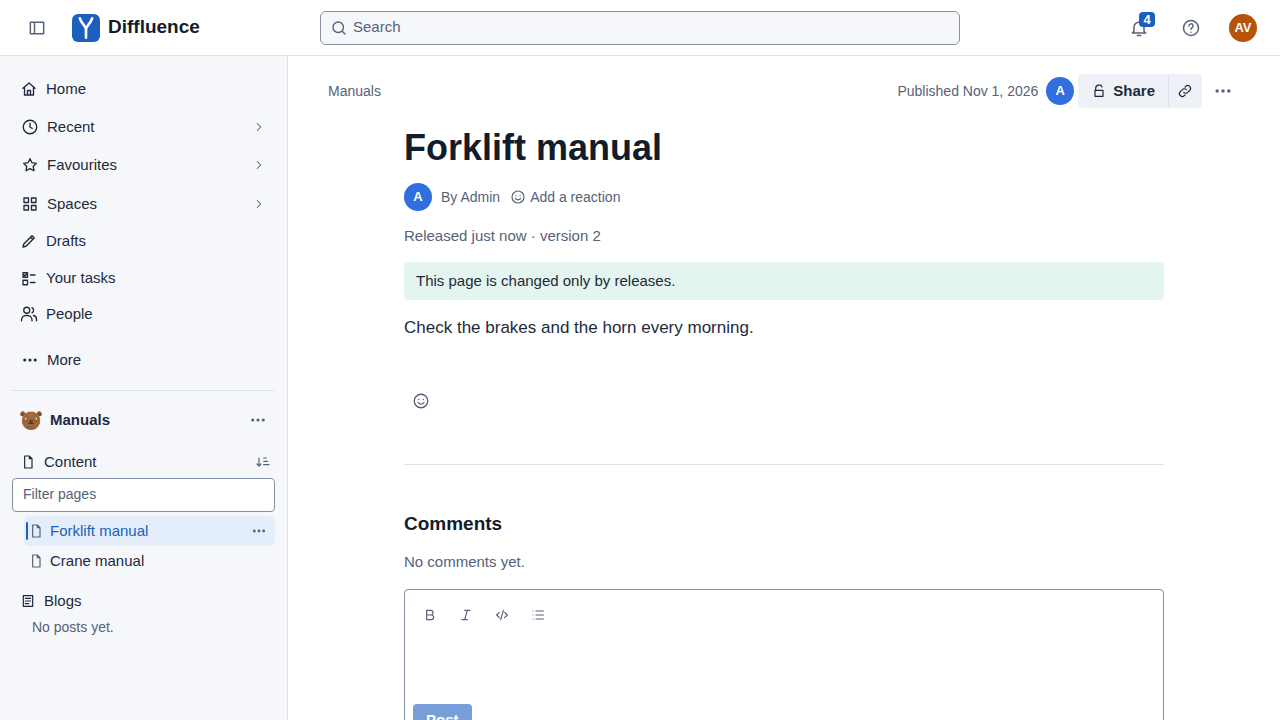 Diffluence
Search
4
AV
Home
Recent
Favourites
Spaces
Drafts
Your tasks
People
More
Manuals
Content
Filter pages
Forklift manual
Crane manual
Blogs
No posts yet.
Manuals
Published Nov 1, 2026
A
Share
Forklift manual
A
By Admin
Add a reaction
Released just now · version 2
This page is changed only by releases.
Check the brakes and the horn every morning.
Comments
No comments yet.
Post